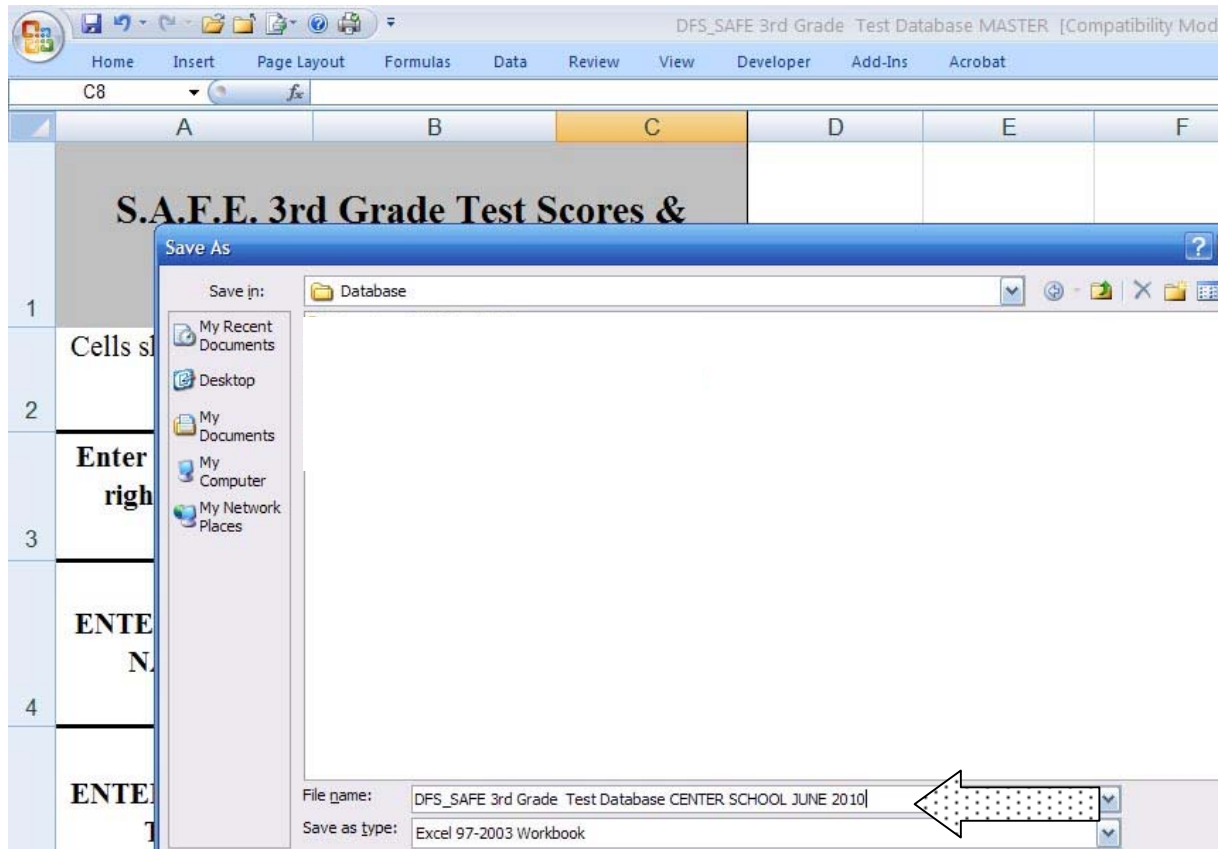 DFS_SAFE 3rd Grade Test Database MASTER [Compatibility Mod
Home Insert Page Layout Formulas Data Review View Developer Add-Ins Acrobat
C8 fx
A B C D E F
S.A.F.E. 3rd Grade Test Scores &
1
Save As
?
Save in: Database
My Recent
Documents
Desktop
My
Documents
My
Computer
My Network
Places
Cells sl
2
Enter
righ
3
ENTE
N
4
ENTE
T
File name: DFS_SAFE 3rd Grade Test Database CENTER SCHOOL JUNE 2010
Save as type: Excel 97-2003 Workbook